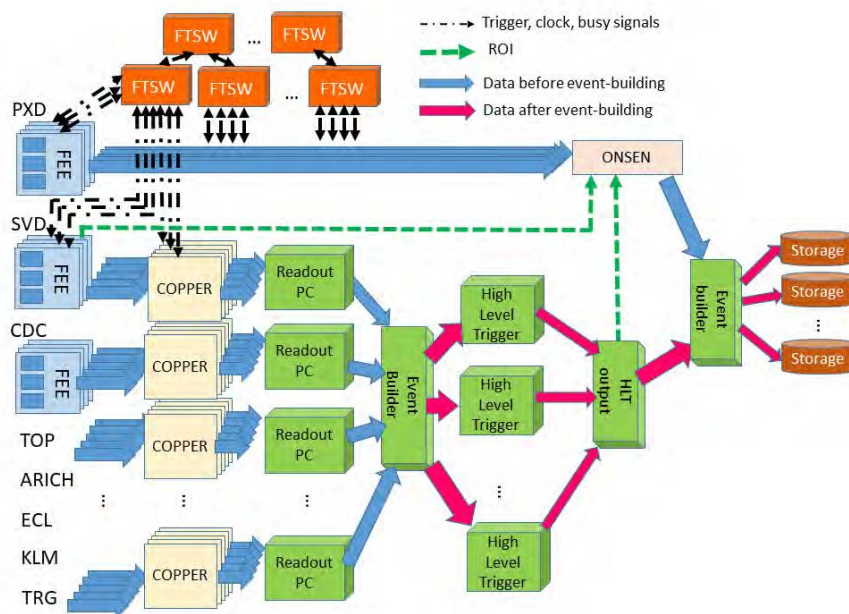 FTSW
...
FTSW
Trigger, clock, busy signals
ROI
FTSW
FTSW
...
FTSW
Data before event-building
Data after event-building
PXD
FEE
ONSEN
SVD
FEE
COPPER
Readout
PC
High
Level
Trigger
Event
builder
Storage
Storage
...
Storage
CDC
FEE
COPPER
Readout
PC
Event
Builder
High
Level
Trigger
HLT
output
TOP
COPPER
Readout
PC
ARICH
...
...
...
...
ECL
KLM
COPPER
Readout
PC
High
Level
Trigger
TRG